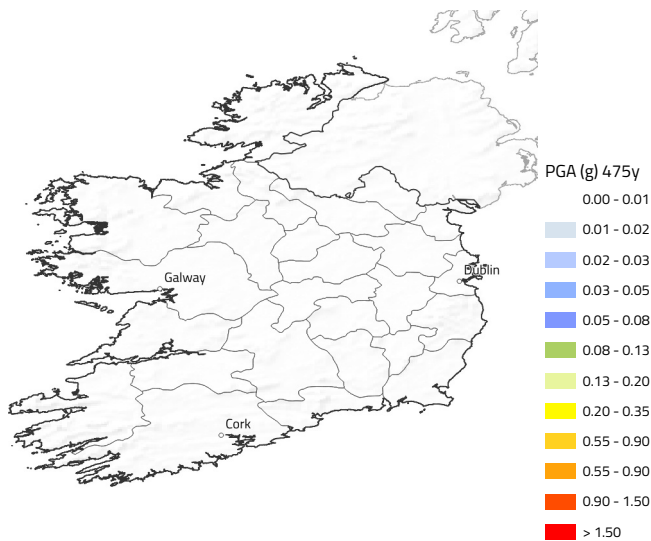 PGA (g) 475y
0.00 - 0.01
0.01 - 0.02
0.02 - 0.03
0.03 - 0.05
0.05 - 0.08
0.08 - 0.13
0.13 - 0.20
0.20 - 0.35
0.55 - 0.90
0.55 - 0.90
0.90 - 1.50
> 1.50
Dublin
Galway
Cork